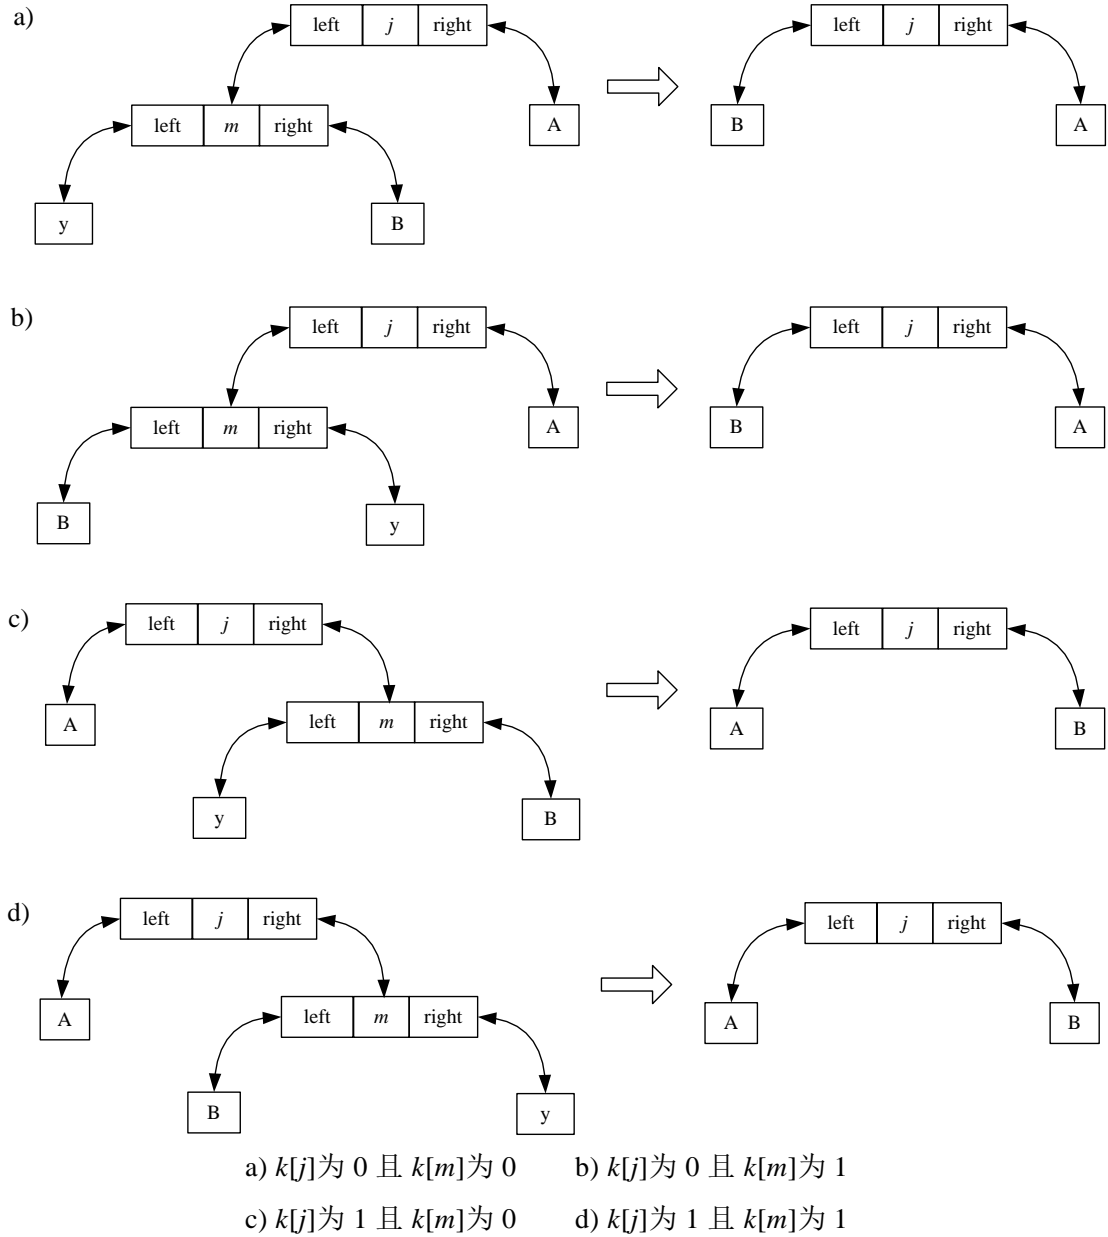 a)
left j right left j right
left m right A B A
y B
b)
left j right left j right
left m right A B A
B y
c)
left j right left j right
A left m right A B
y B
d)
left j right left j right
A left m right A B
B y
a) k[j]为 0 且 k[m]为 0 b) k[j]为 0 且 k[m]为 1
c) k[j]为 1 且 k[m]为 0 d) k[j]为 1 且 k[m]为 1